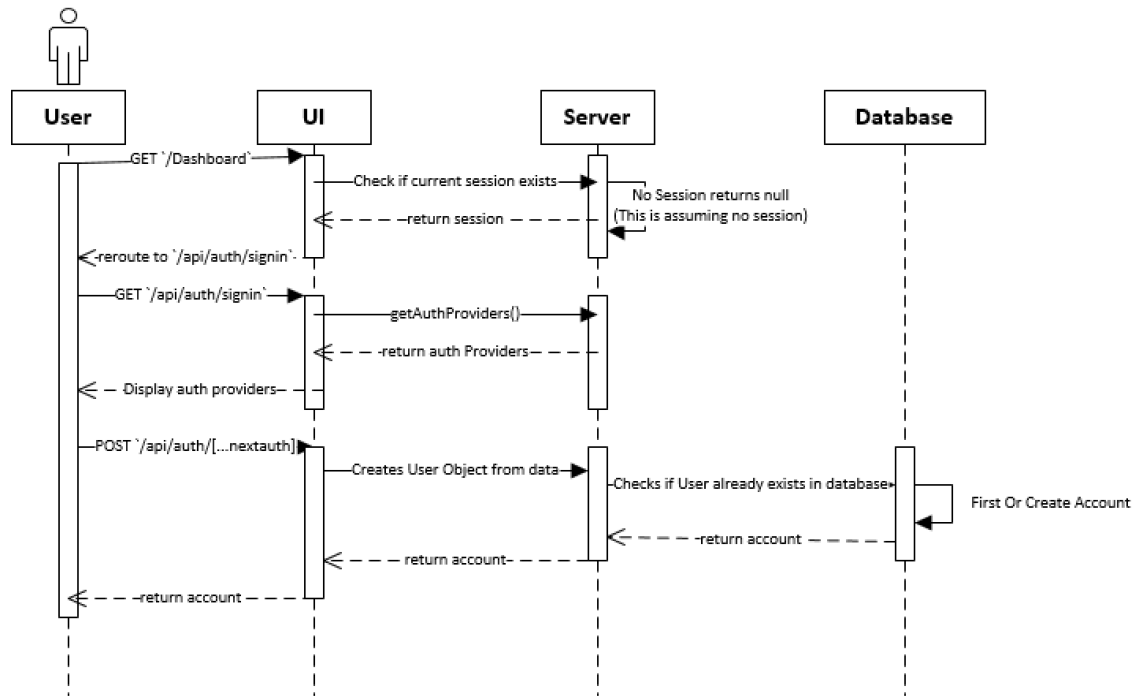 User
UI
Server
Database
GET `/Dashboard`
Check if current session exists
No Session returns null
(This is assuming no session)
return session
reroute to `/api/auth/signin`
GET `/api/auth/signin`
getAuthProviders()
return auth Providers
Display auth providers
POST `/api/auth/[...nextauth]
Creates User Object from data
Checks if User already exists in database
First Or Create Account
return account
return account
return account